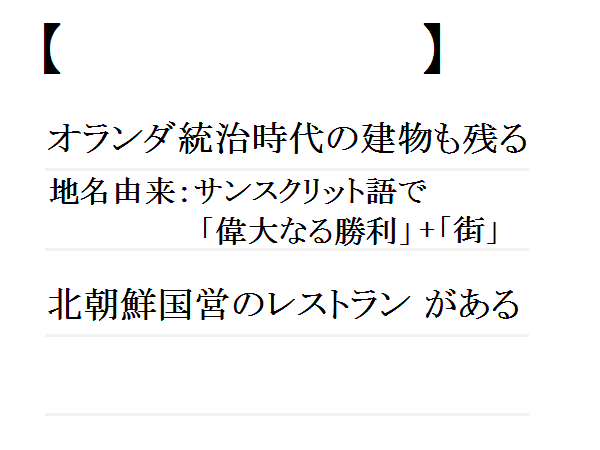 【 】
オランダ統治時代の建物も残る
地名由来:サンスクリット語で
「偉大なる勝利」+「街」
北朝鮮国営のレストラン がある